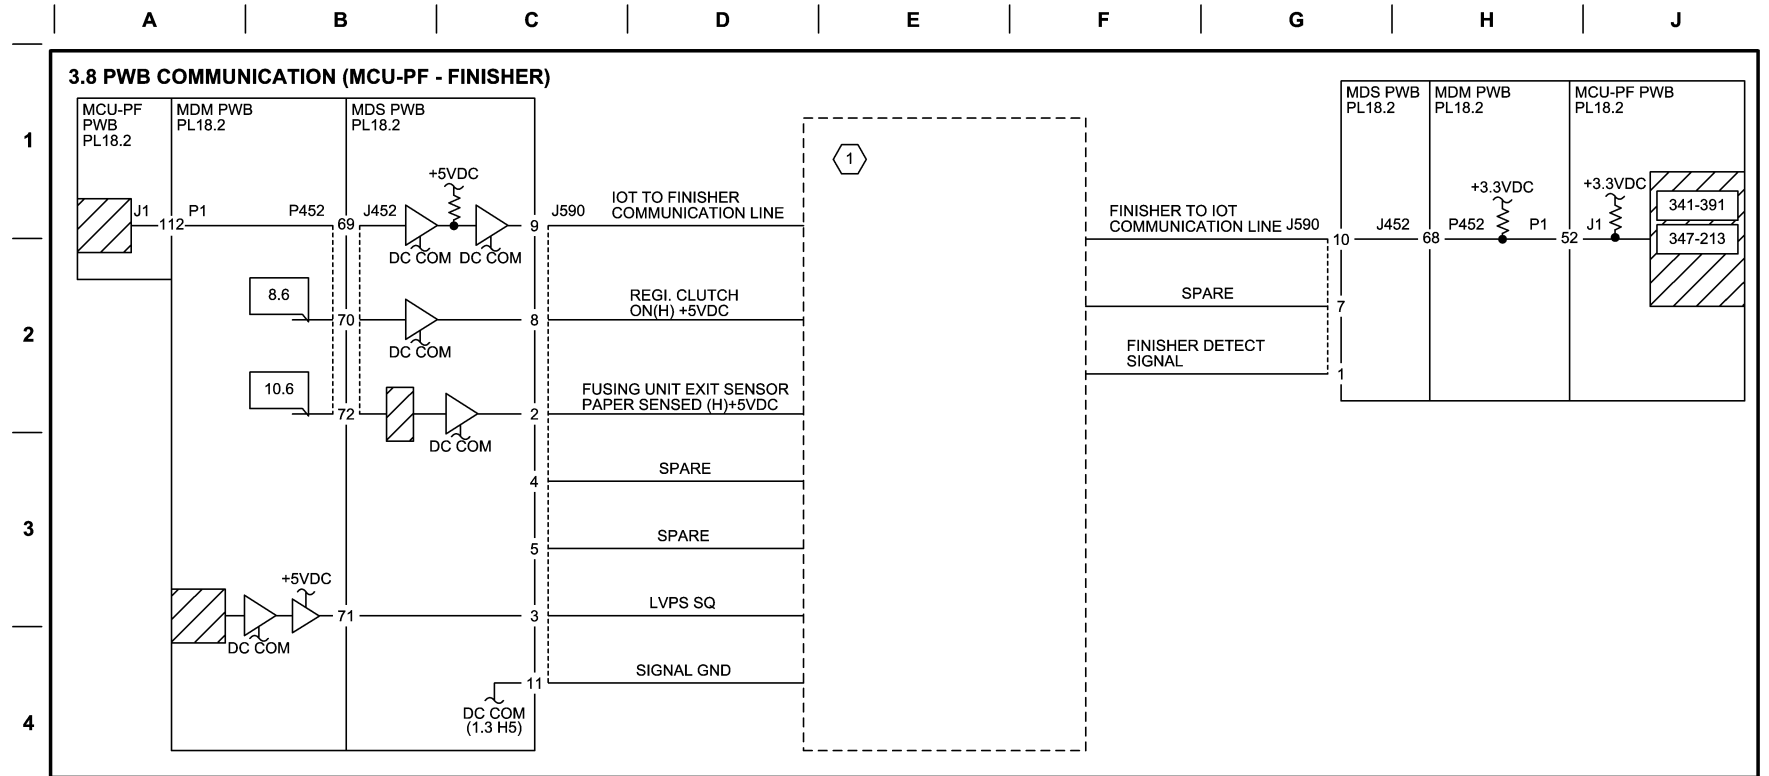 A B C D E F G H J
3.8 PWB COMMUNICATION (MCU-PF - FINISHER)
1
2
3
4
MCU-PF
PWB
PL18.2
MDM PWB
PL18.2
MDS PWB
PL18.2
+5VDC
J1
112
P1
P452
69
J452
DC COM
DC COM
9
J590
IOT TO FINISHER
COMMUNICATION LINE
8.6
70
DC COM
8
REGI. CLUTCH
ON(H) +5VDC
10.6
72
DC COM
2
FUSING UNIT EXIT SENSOR
PAPER SENSED (H)+5VDC
4
SPARE
5
SPARE
+5VDC
DC COM
71
3
LVPS SQ
11
SIGNAL GND
DC COM
(1.3 H5)
1
FINISHER TO IOT
COMMUNICATION LINE
J590
10
SPARE
7
FINISHER DETECT
SIGNAL
1
MDS PWB
PL18.2
MDM PWB
PL18.2
MCU-PF PWB
PL18.2
J452
68
P452
+3.3VDC
P1
52
J1
+3.3VDC
341-391
347-213